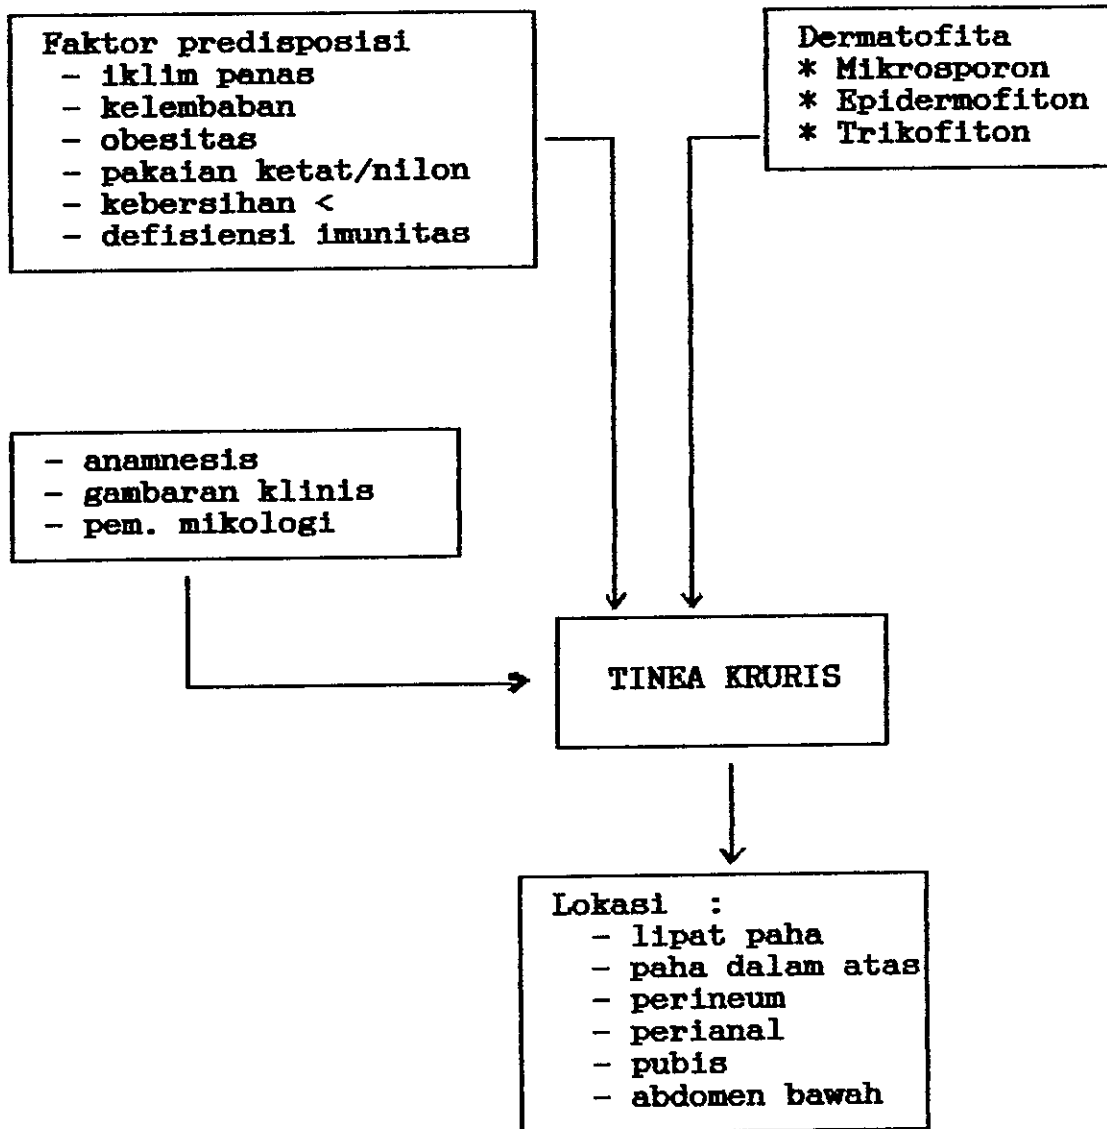 Faktor predisposisi
- iklim panas
- kelembaban
- obesitas
- pakaian ketat/nilon
- kebersihan <
- defisiensi imunitas
Dermatofita
* Mikrosporon
* Epidermofiton
* Trikofiton
- anamnesis
- gambaran klinis
- pem. mikologi
TINEA KRURIS
Lokasi :
- lipat paha
- paha dalam atas
- perineum
- perianal
- pubis
- abdomen bawah